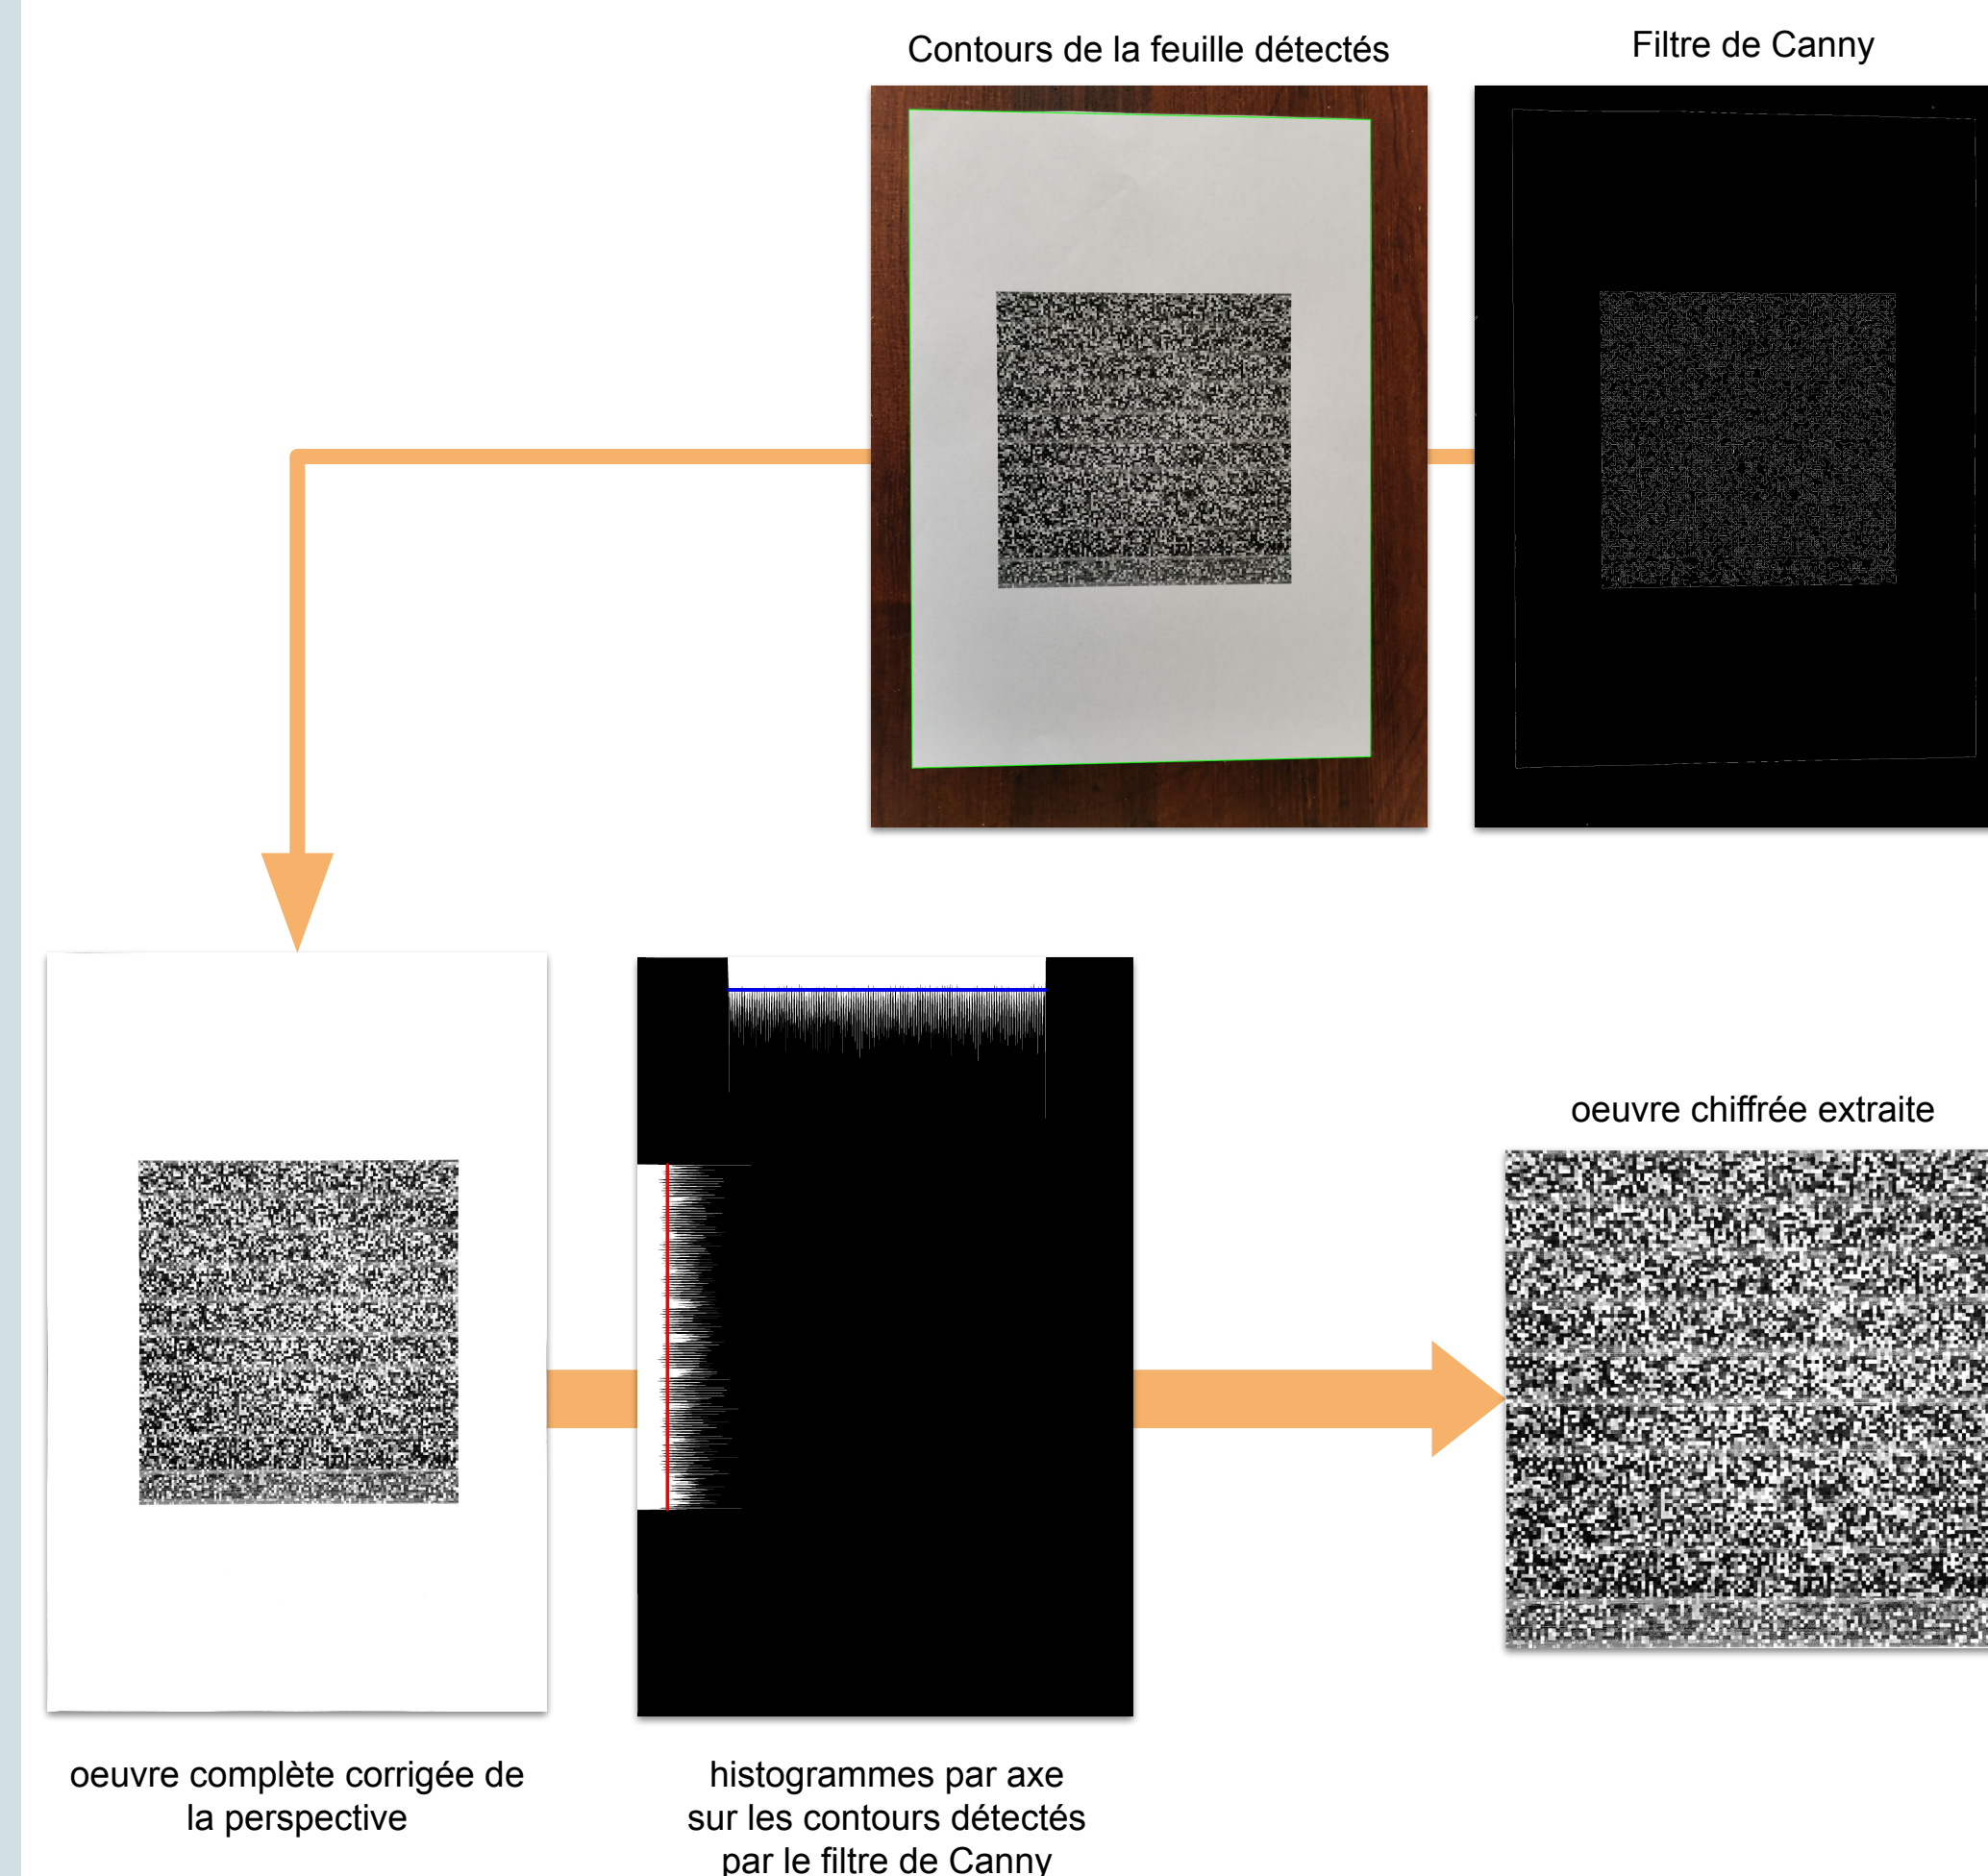 Contours de la feuille détectés
Filtre de Canny
oeuvre chiffrée extraite
oeuvre complète corrigée de
la perspective
histogrammes par axe
sur les contours détectés
par le filtre de Canny